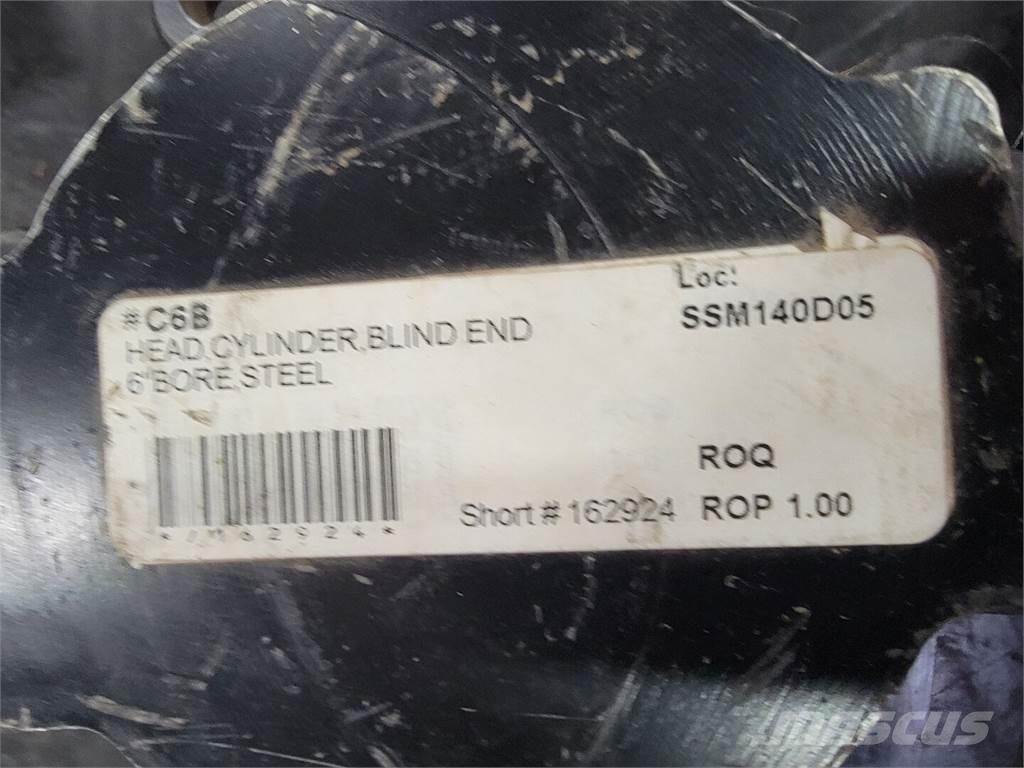 #C6B
HEAD,CYLINDER,BLIND END
6"BORE,STEEL
Loc:
SSM140D05
ROQ
Short # 162924 ROP 1.00
mascus